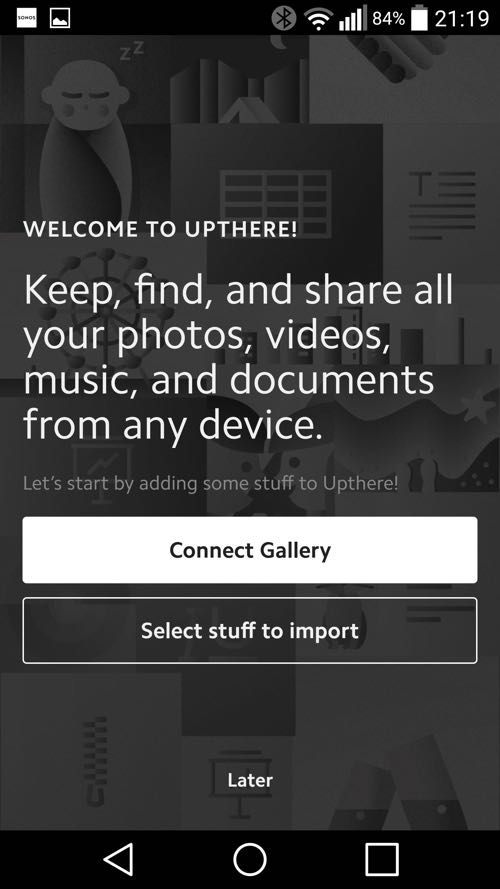 SONOS
84%
21:19
zz
WELCOME TO UPTHERE!
Keep, find, and share all
your photos, videos,
music, and documents
from any device.
Let's start by adding some stuff to Upthere!
Connect Gallery
Select stuff to import
Later